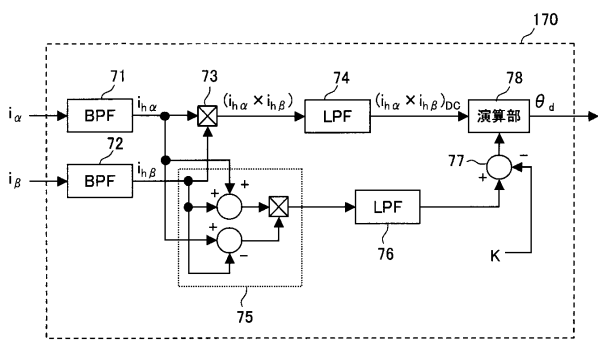 170
71
73
74
78
iα
BPF
ihα
(ihα×ihβ)
LPF
(ihα×ihβ)DC
演算部
θd
72
iβ
BPF
ihβ
77
+
−
+
+
+
−
LPF
76
K
75